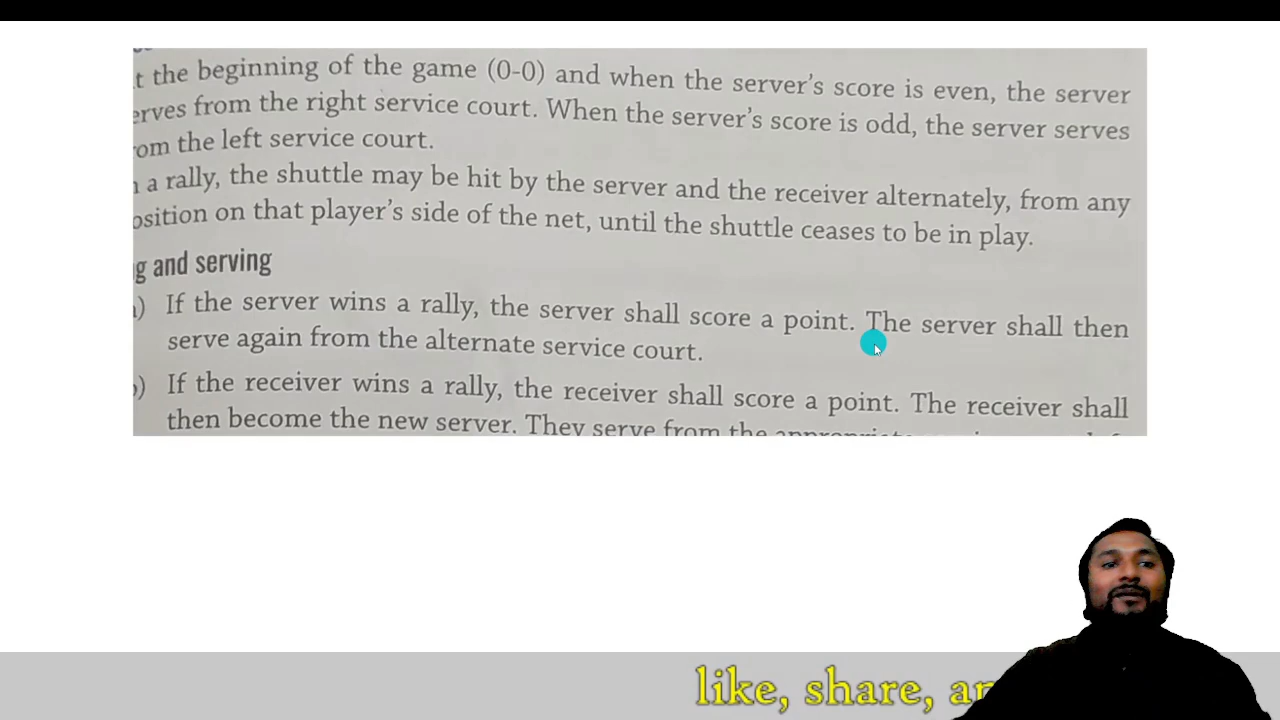 t the beginning of the game (0-0) and when the server's score is even, the server
erves from the right service court. When the server's score is odd, the server serves
om the left service court.
a rally, the shuttle may be hit by the server and the receiver alternately, from any
osition on that player's side of the net, until the shuttle ceases to be in play.
g and serving
) If the server wins a rally, the server shall score a point. The server shall then
serve again from the alternate service court.
) If the receiver wins a rally, the receiver shall score a point. The receiver shall
then become the new server. They serve from the
like, share, an